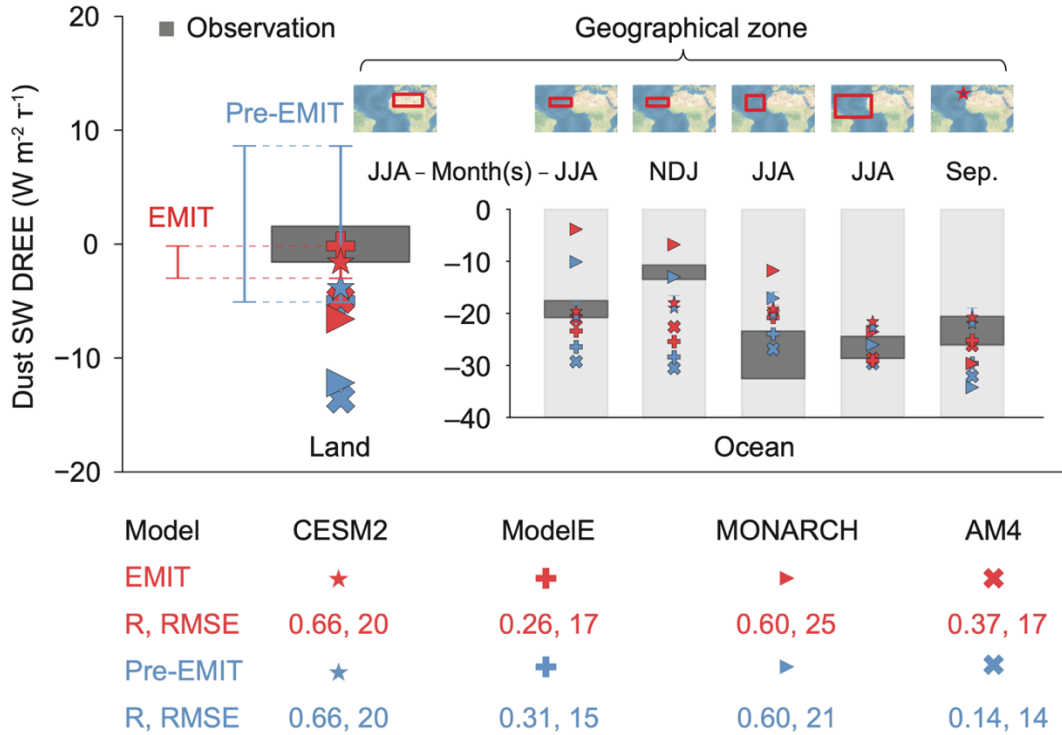 20
Observation
Geographical zone
Pre-EMIT
10
JJA – Month(s) – JJA NDJ JJA JJA Sep.
EMIT
0
0
−10
−20
−30
−40
−10
−20
Dust SW DREE (W m-2 τ-1)
Land Ocean
Model CESM2 ModelE MONARCH AM4
EMIT
R, RMSE 0.66, 20 0.26, 17 0.60, 25 0.37, 17
Pre-EMIT
R, RMSE 0.66, 20 0.31, 15 0.60, 21 0.14, 14